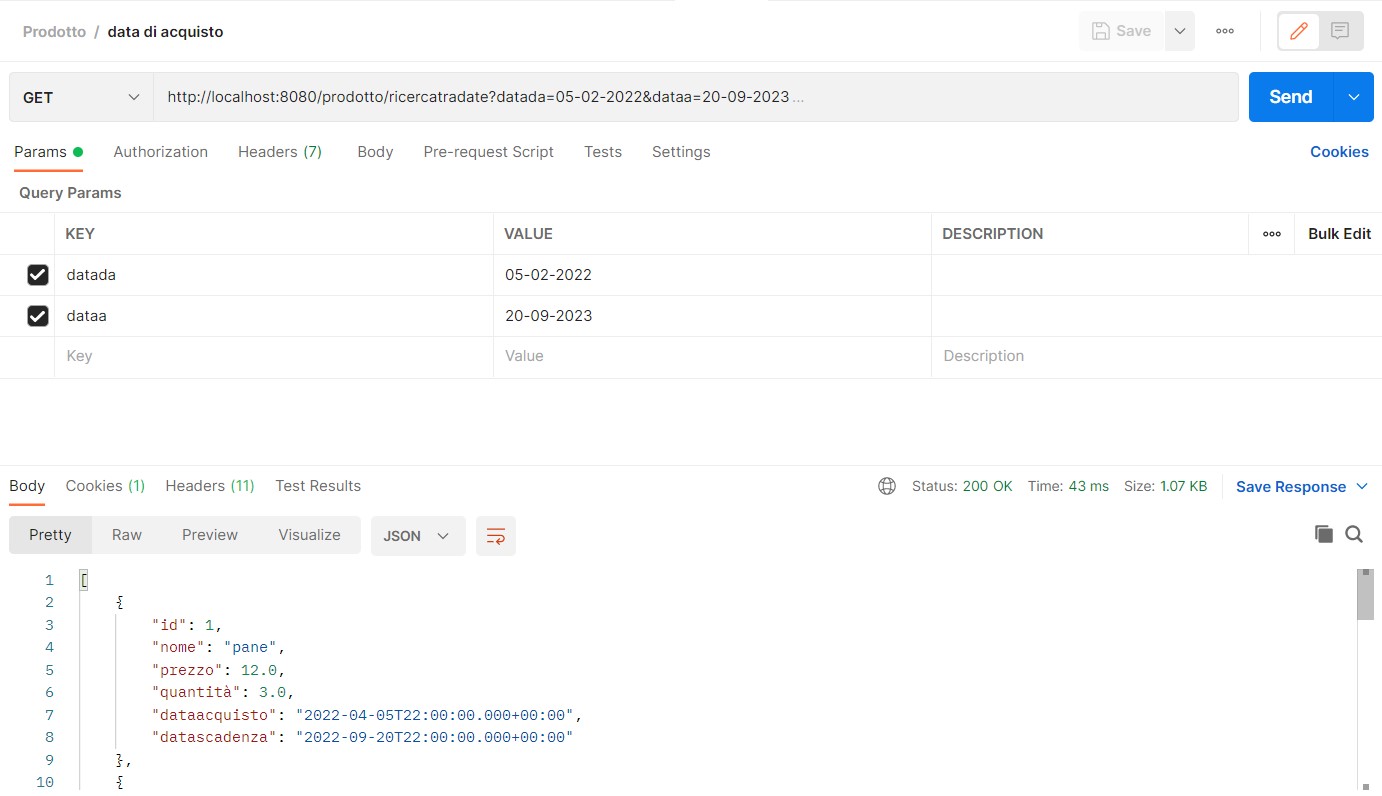 Prodotto / data di acquisto
Save
GET
http://localhost:8080/prodotto/ricercatradate?datada=05-02-2022&dataa=20-09-2023 ...
Send
Params Authorization Headers (7) Body Pre-request Script Tests Settings Cookies
Query Params
KEY VALUE DESCRIPTION Bulk Edit
datada 05-02-2022
dataa 20-09-2023
Key Value Description
Body Cookies (1) Headers (11) Test Results Status: 200 OK Time: 43 ms Size: 1.07 KB Save Response
Pretty Raw Preview Visualize JSON
1 [
2 {
3 "id": 1,
4 "nome": "pane",
5 "prezzo": 12.0,
6 "quantità": 3.0,
7 "dataacquisto": "2022-04-05T22:00:00.000+00:00",
8 "datascadenza": "2022-09-20T22:00:00.000+00:00"
9 },
10 {